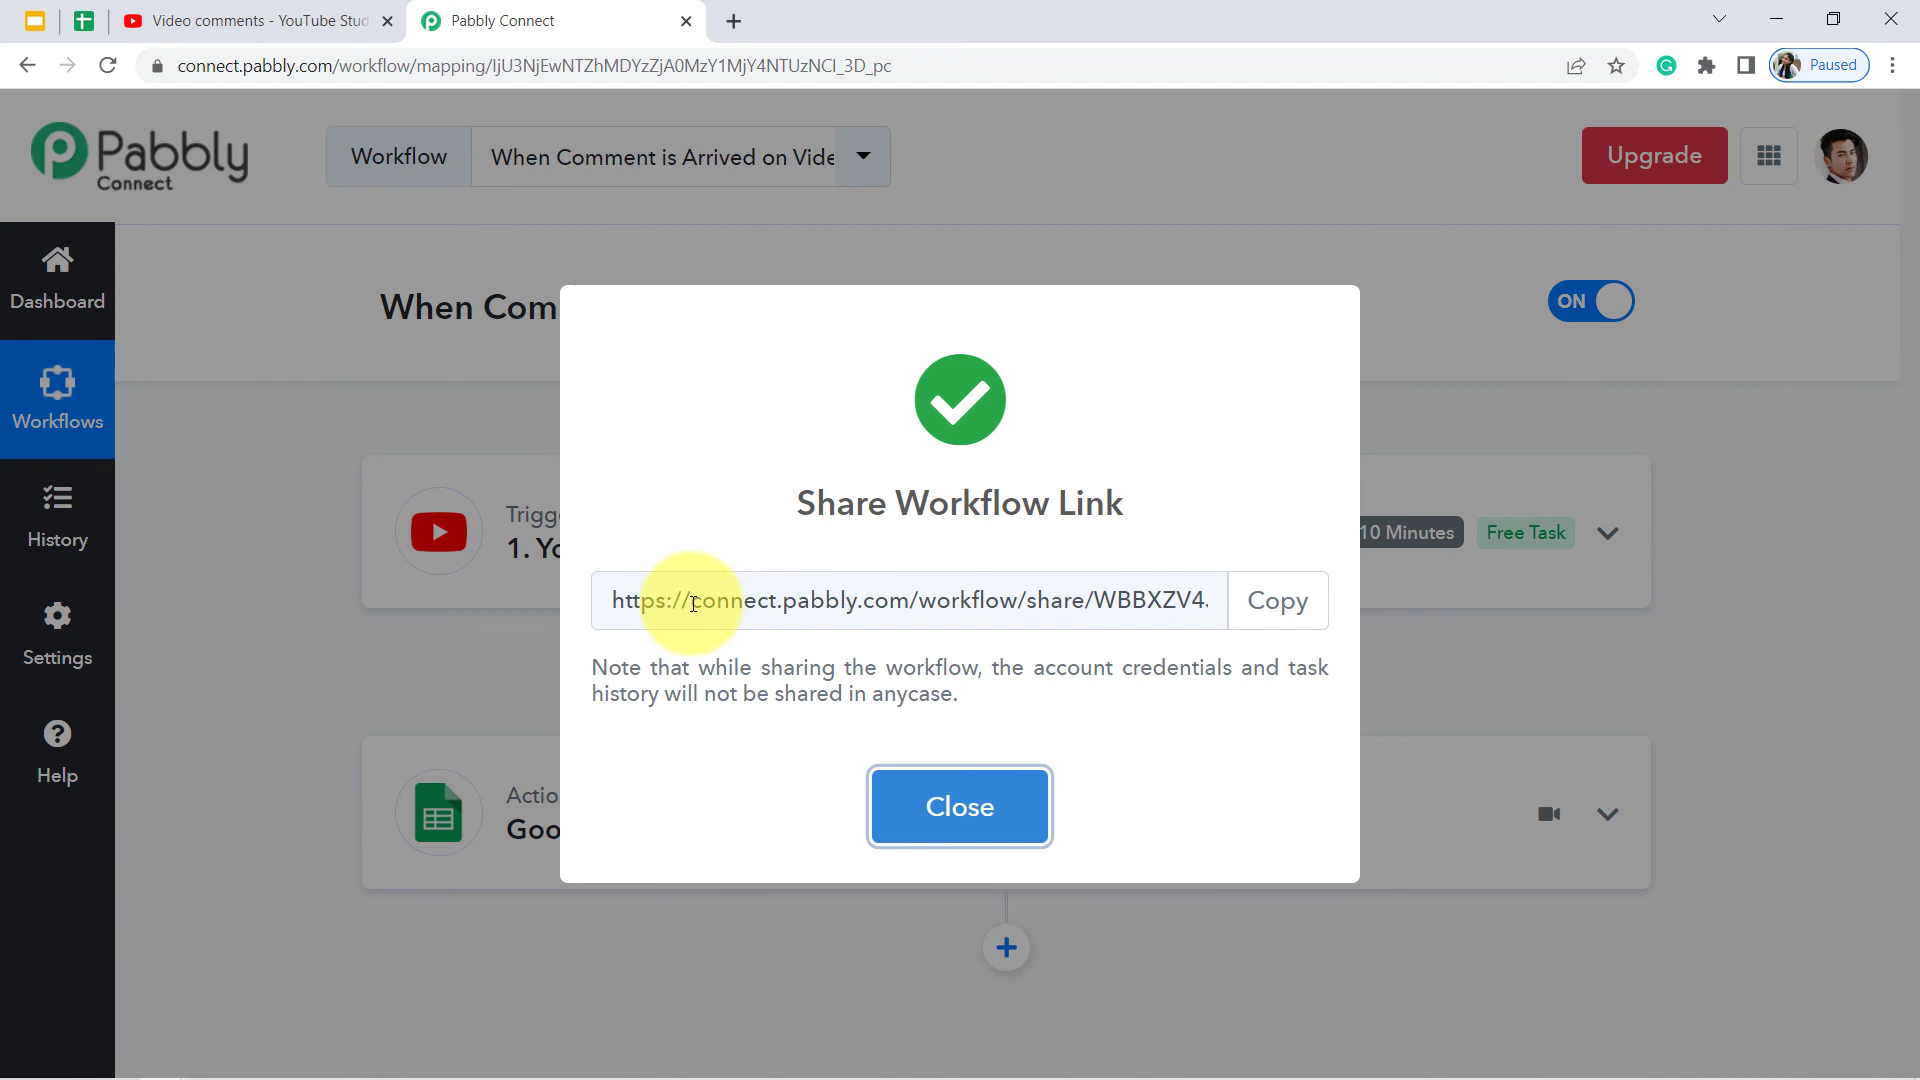 Video comments - YouTube Stud
Pabbly Connect
connect.pabbly.com/workflow/mapping/IjU3NjEwNTZhMDYzZjA0MzY1MjY4NTUzNCI_3D_pc
Paused
Pabbly
Connect
Workflow
When Comment is Arrived on Vide
Upgrade
Dashboard
Workflows
History
Settings
Help
When Com
ON
Trigg
1. Yo
10 Minutes
Free Task
Share Workflow Link
https://connect.pabbly.com/workflow/share/WBBXZV4
Copy
Note that while sharing the workflow, the account credentials and task
history will not be shared in anycase.
Close
Actio
Goo